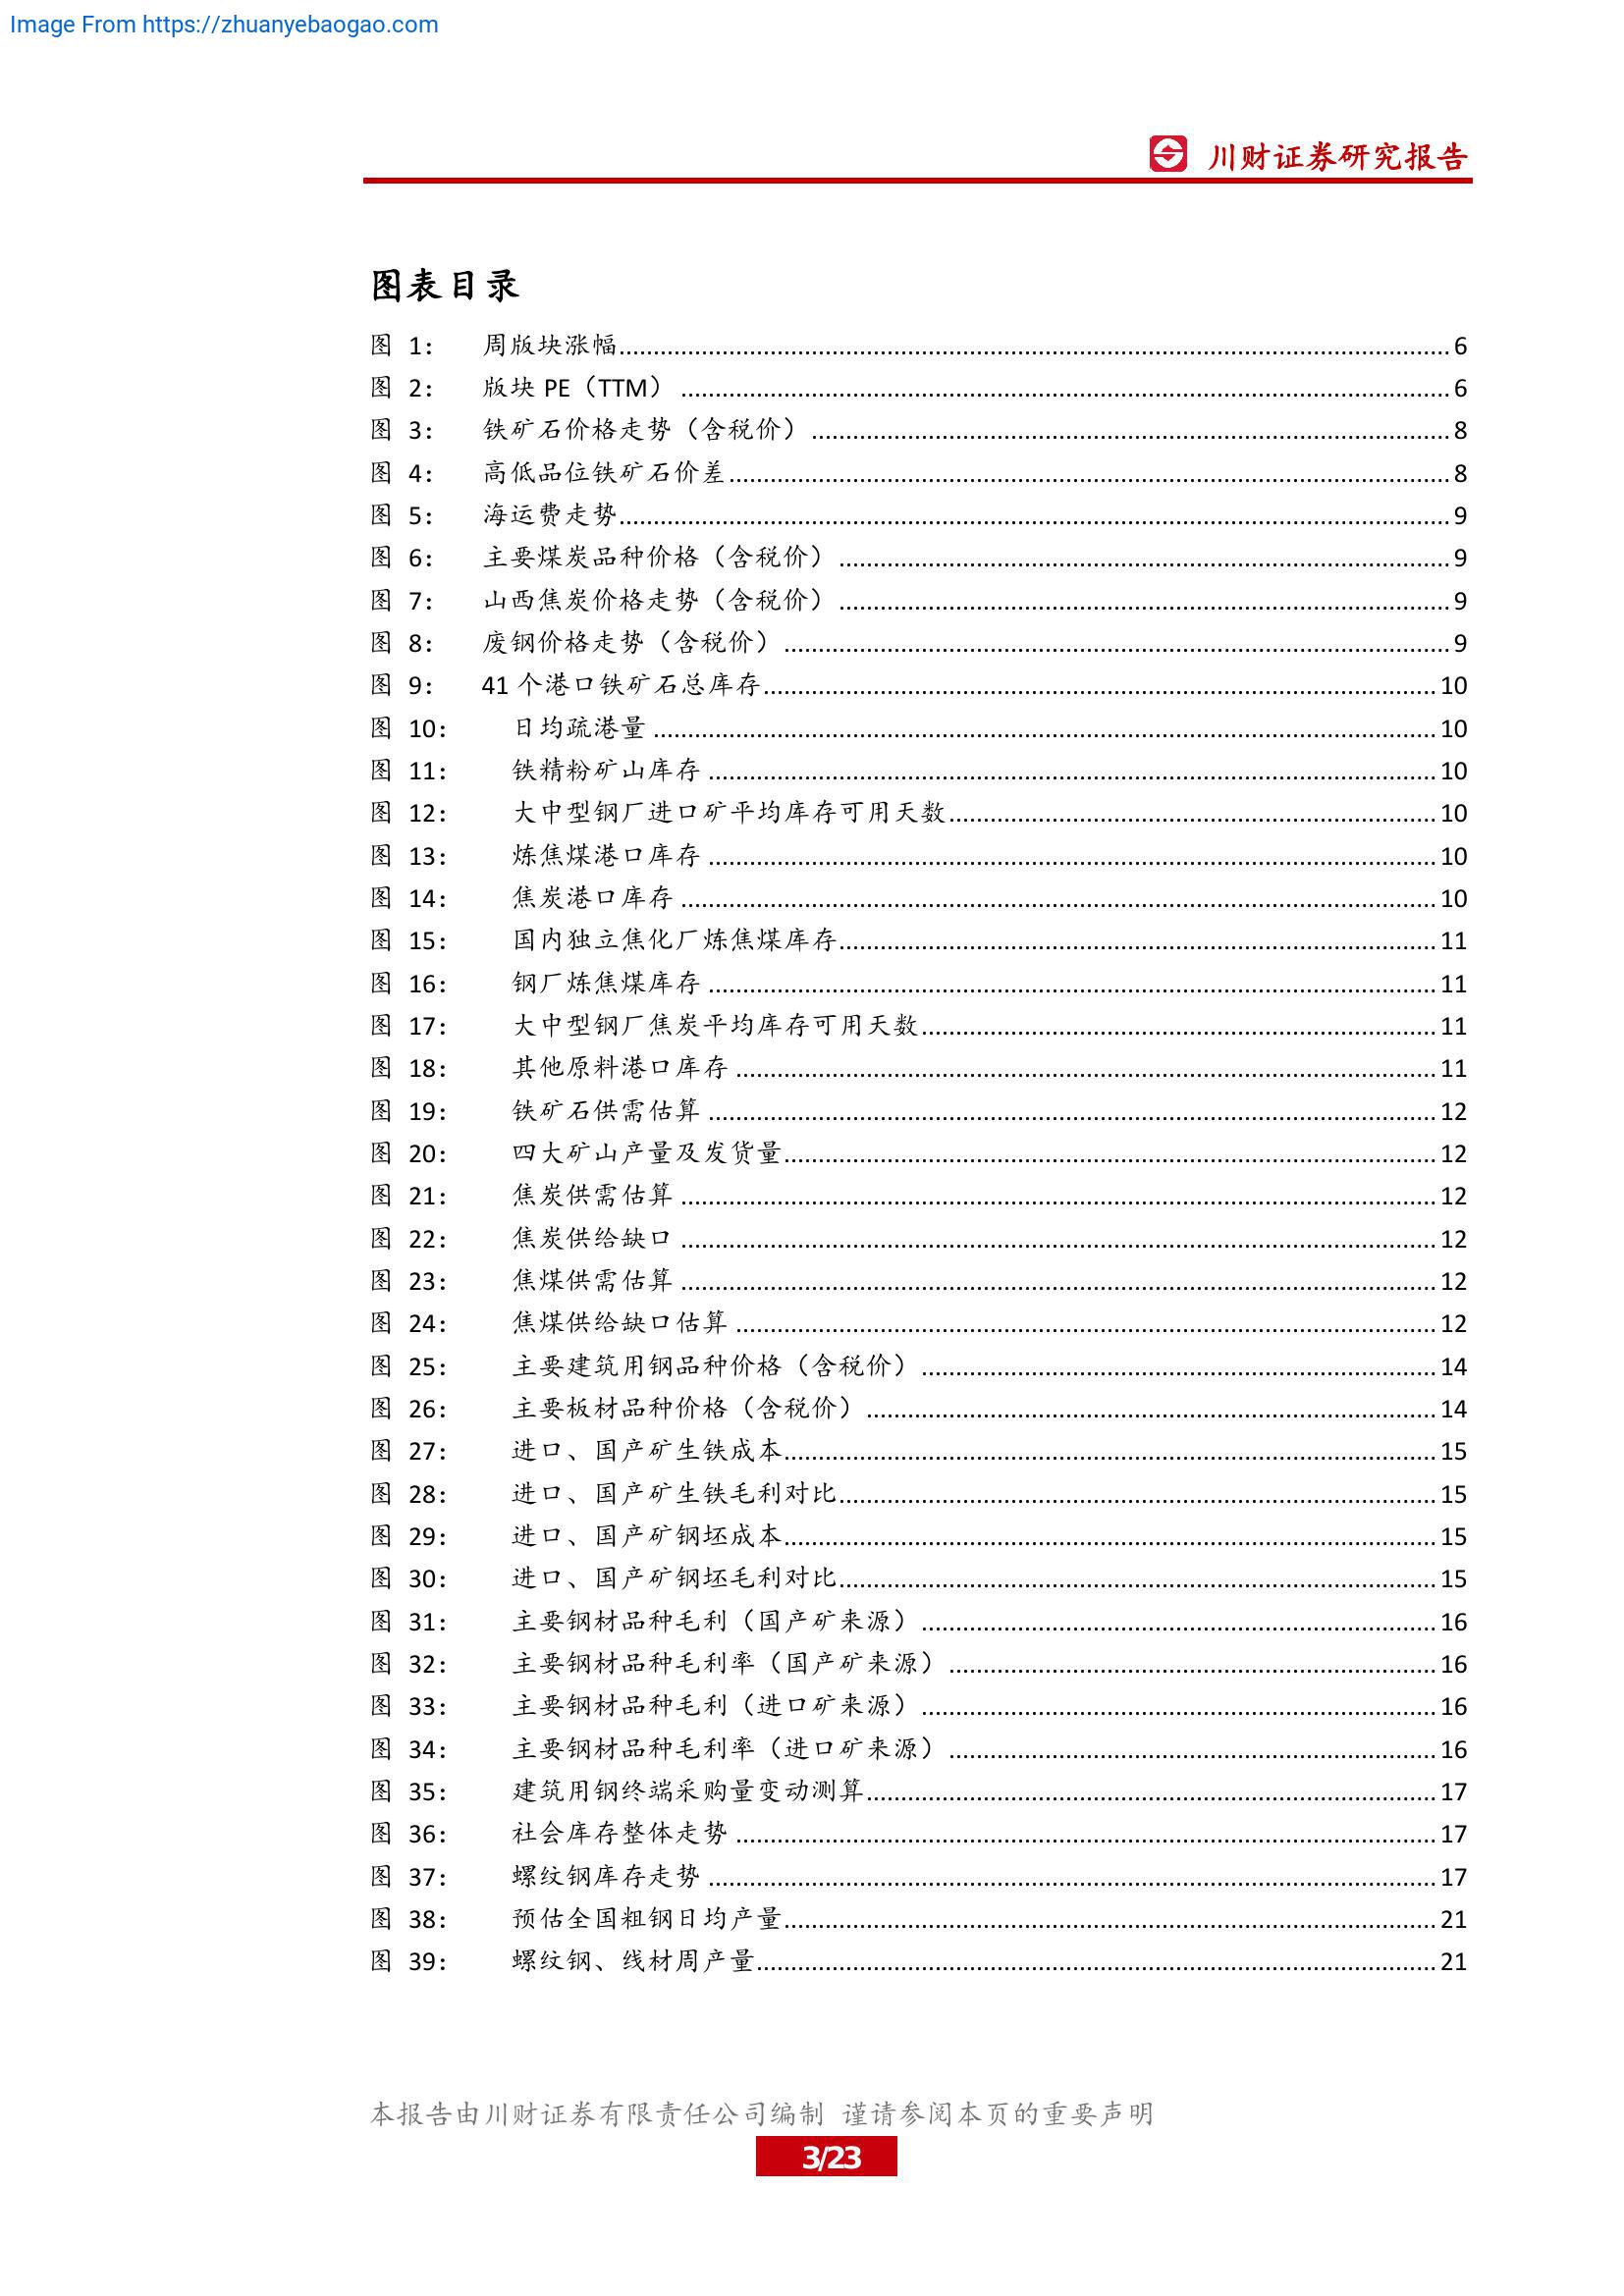 Image From https://zhuanyebaogao.com
川财证券研究报告
图表目录
图 1: 周版块涨幅 6
图 2: 版块 PE（TTM） 6
图 3: 铁矿石价格走势（含税价） 8
图 4: 高低品位铁矿石价差 8
图 5: 海运费走势 9
图 6: 主要煤炭品种价格（含税价） 9
图 7: 山西焦炭价格走势（含税价） 9
图 8: 废钢价格走势（含税价） 9
图 9: 41 个港口铁矿石总库存 10
图 10: 日均疏港量 10
图 11: 铁精粉矿山库存 10
图 12: 大中型钢厂进口矿平均库存可用天数 10
图 13: 炼焦煤港口库存 10
图 14: 焦炭港口库存 10
图 15: 国内独立焦化厂炼焦煤库存 11
图 16: 钢厂炼焦煤库存 11
图 17: 大中型钢厂焦炭平均库存可用天数 11
图 18: 其他原料港口库存 11
图 19: 铁矿石供需估算 12
图 20: 四大矿山产量及发货量 12
图 21: 焦炭供需估算 12
图 22: 焦炭供给缺口 12
图 23: 焦煤供需估算 12
图 24: 焦煤供给缺口估算 12
图 25: 主要建筑用钢品种价格（含税价） 14
图 26: 主要板材品种价格（含税价） 14
图 27: 进口、国产矿生铁成本 15
图 28: 进口、国产矿生铁毛利对比 15
图 29: 进口、国产矿钢坯成本 15
图 30: 进口、国产矿钢坯毛利对比 15
图 31: 主要钢材品种毛利（国产矿来源） 16
图 32: 主要钢材品种毛利率（国产矿来源） 16
图 33: 主要钢材品种毛利（进口矿来源） 16
图 34: 主要钢材品种毛利率（进口矿来源） 16
图 35: 建筑用钢终端采购量变动测算 17
图 36: 社会库存整体走势 17
图 37: 螺纹钢库存走势 17
图 38: 预估全国粗钢日均产量 21
图 39: 螺纹钢、线材周产量 21
本报告由川财证券有限责任公司编制 谨请参阅本页的重要声明
3/23